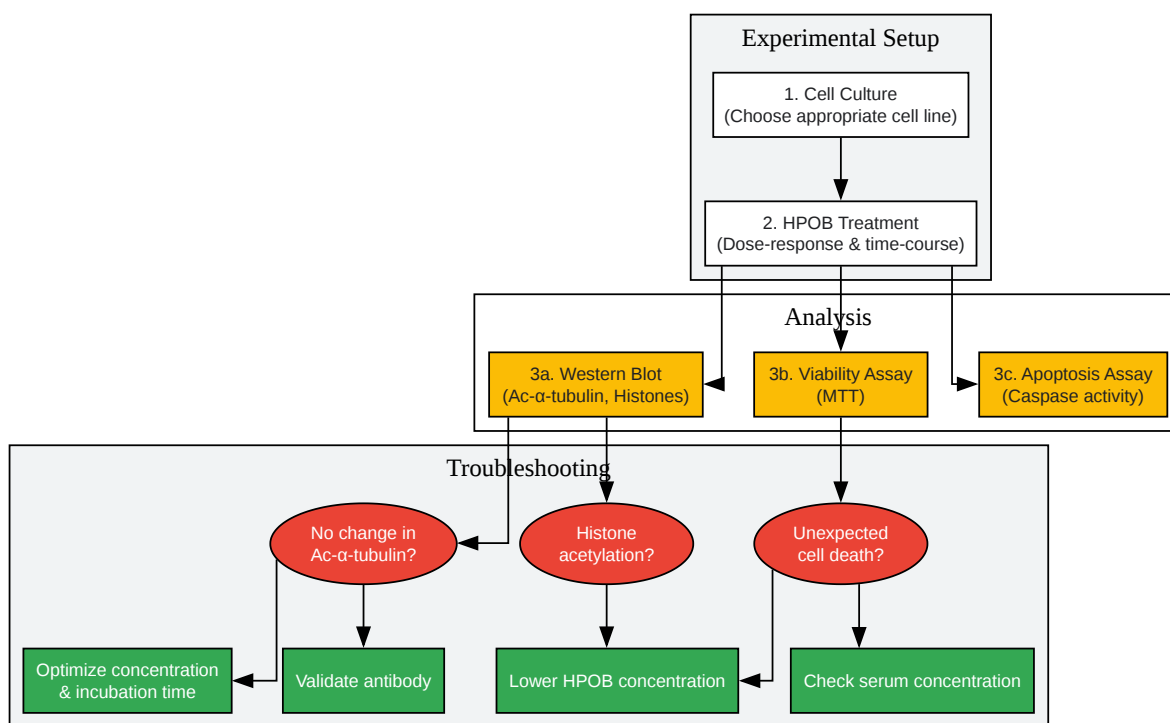 Experimental Setup
1. Cell Culture
(Choose appropriate cell line)
2. HPOB Treatment
(Dose-response & time-course)
Analysis
3a. Western Blot
(Ac-α-tubulin, Histones)
3b. Viability Assay
(MTT)
3c. Apoptosis Assay
(Caspase activity)
Troubleshooting
No change in
Ac-α-tubulin?
Histone
acetylation?
Unexpected
cell death?
Optimize concentration
& incubation time
Validate antibody
Lower HPOB concentration
Check serum concentration